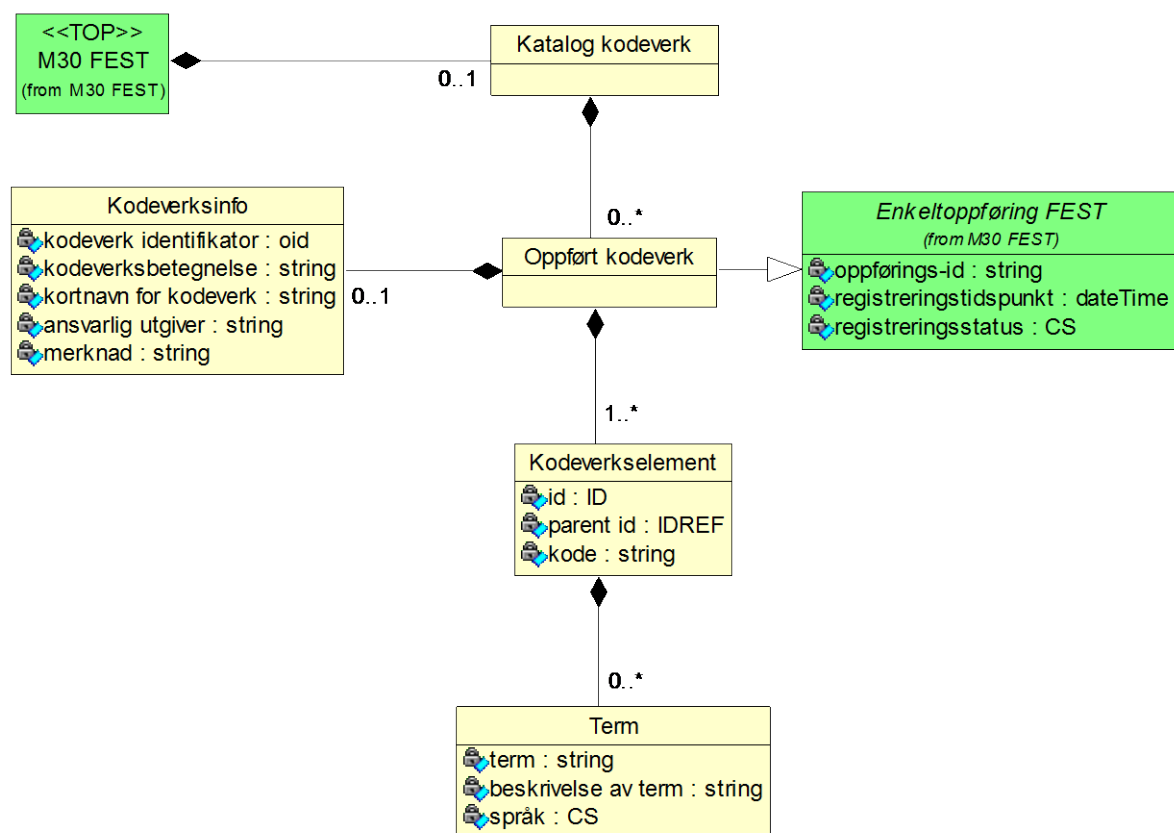 <<TOP>>
M30 FEST
(from M30 FEST)
Katalog kodeverk
0..1
0..*
Kodeverksinfo
kodeverk identifikator : oid
kodeverksbetegnelse : string
kortnavn for kodeverk : string
ansvarlig utgiver : string
merknad : string
0..1
Oppført kodeverk
Enkeltoppføring FEST
(from M30 FEST)
oppførings-id : string
registreringstidspunkt : dateTime
registreringsstatus : CS
1..*
Kodeverkselement
id : ID
parent id : IDREF
kode : string
0..*
Term
term : string
beskrivelse av term : string
språk : CS